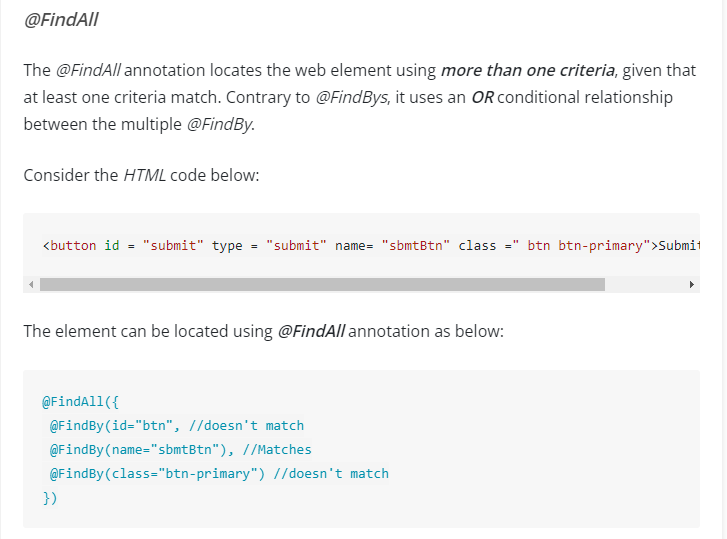 @FindAll
The @FindAll annotation locates the web element using more than one criteria, given that
at least one criteria match. Contrary to @FindBys, it uses an OR conditional relationship
between the multiple @FindBy.
Consider the HTML code below:
<button id = "submit" type = "submit" name= "sbmtBtn" class =" btn btn-primary">Submit
The element can be located using @FindAll annotation as below:
@FindAll({
@FindBy(id="btn", //doesn't match
@FindBy(name="sbmtBtn"), //Matches
@FindBy(class="btn-primary") //doesn't match
})